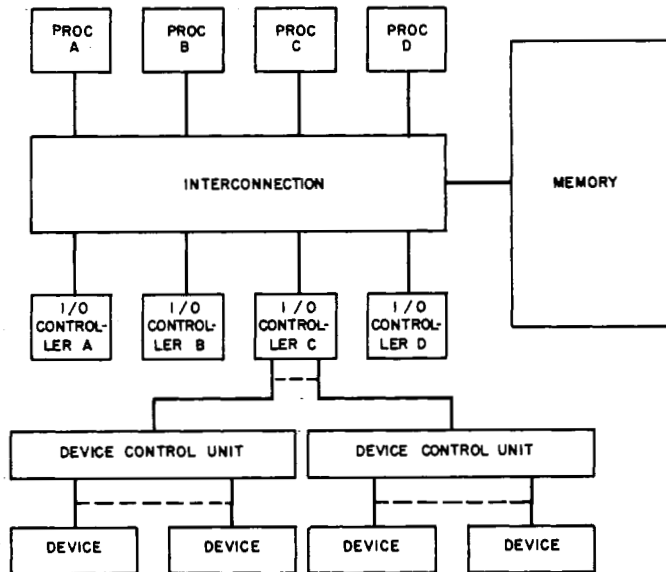 PROC
A
PROC
B
PROC
C
PROC
D
INTERCONNECTION
MEMORY
I/O
CONTROL-
LER A
I/O
CONTROL-
LER B
I/O
CONTROL-
LER C
I/O
CONTROL-
LER D
DEVICE CONTROL UNIT
DEVICE CONTROL UNIT
DEVICE
DEVICE
DEVICE
DEVICE